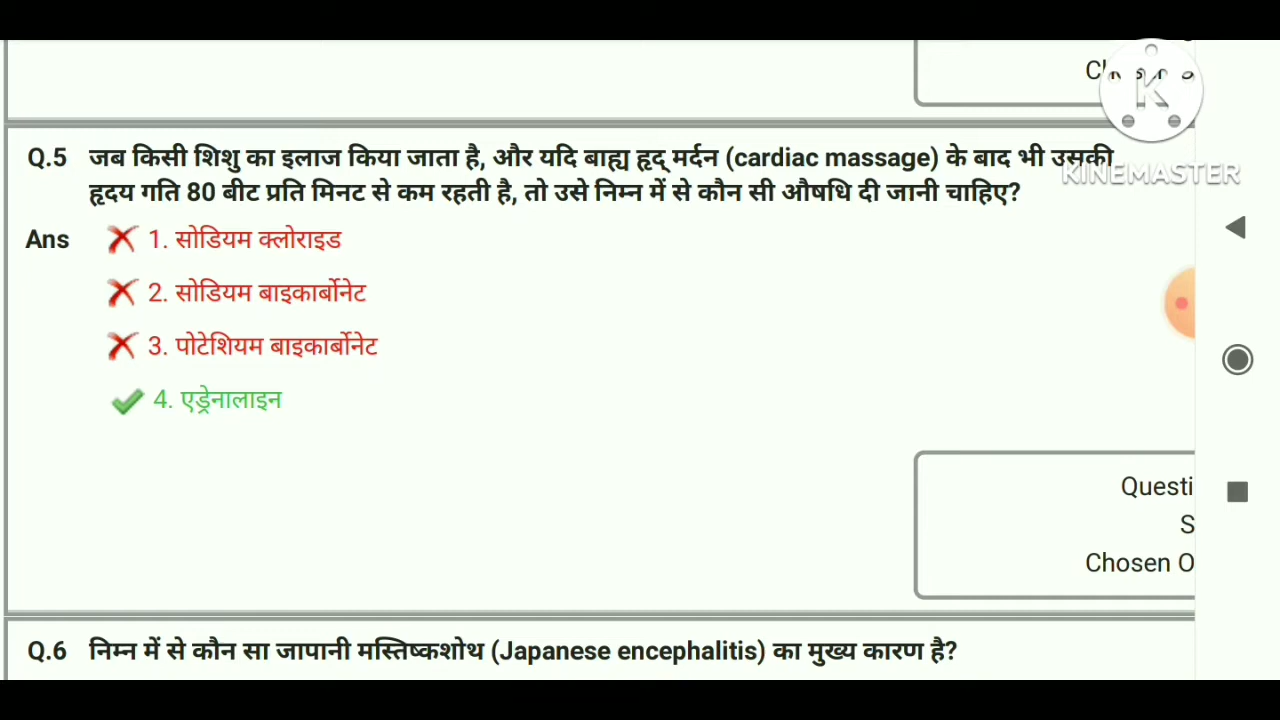 Q.5 जब किसी शिशु का इलाज किया जाता है, और यदि बाह्य हृद् मर्दन (cardiac massage) के बाद भी उसकी
हृदय गति 80 बीट प्रति मिनट से कम रहती है, तो उसे निम्न में से कौन सी औषधि दी जानी चाहिए?
KINEMASTER
Ans 1. सोडियम क्लोराइड
2. सोडियम बाइकार्बोनेट
3. पोटेशियम बाइकार्बोनेट
4. एड्रेनालाइन
Questi
S
Chosen O
Q.6 निम्न में से कौन सा जापानी मस्तिष्कशोथ (Japanese encephalitis) का मुख्य कारण है?